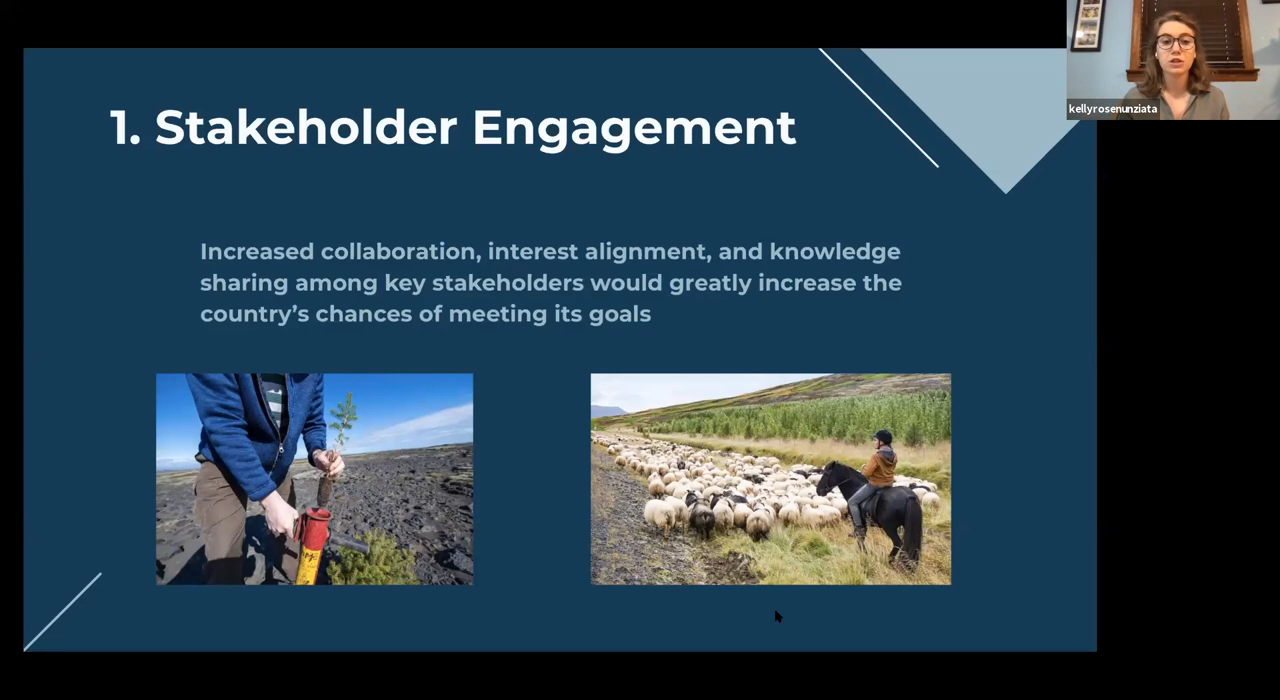 1. Stakeholder Engagement
Increased collaboration, interest alignment, and knowledge
sharing among key stakeholders would greatly increase the
country’s chances of meeting its goals
kellyrosenunziata